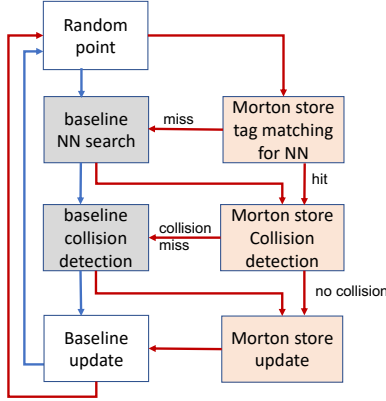 Random
point
baseline
NN search
miss
Morton store
tag matching
for NN
hit
baseline
collision
detection
collision
miss
Morton store
Collision
detection
no collision
Baseline
update
Morton store
update